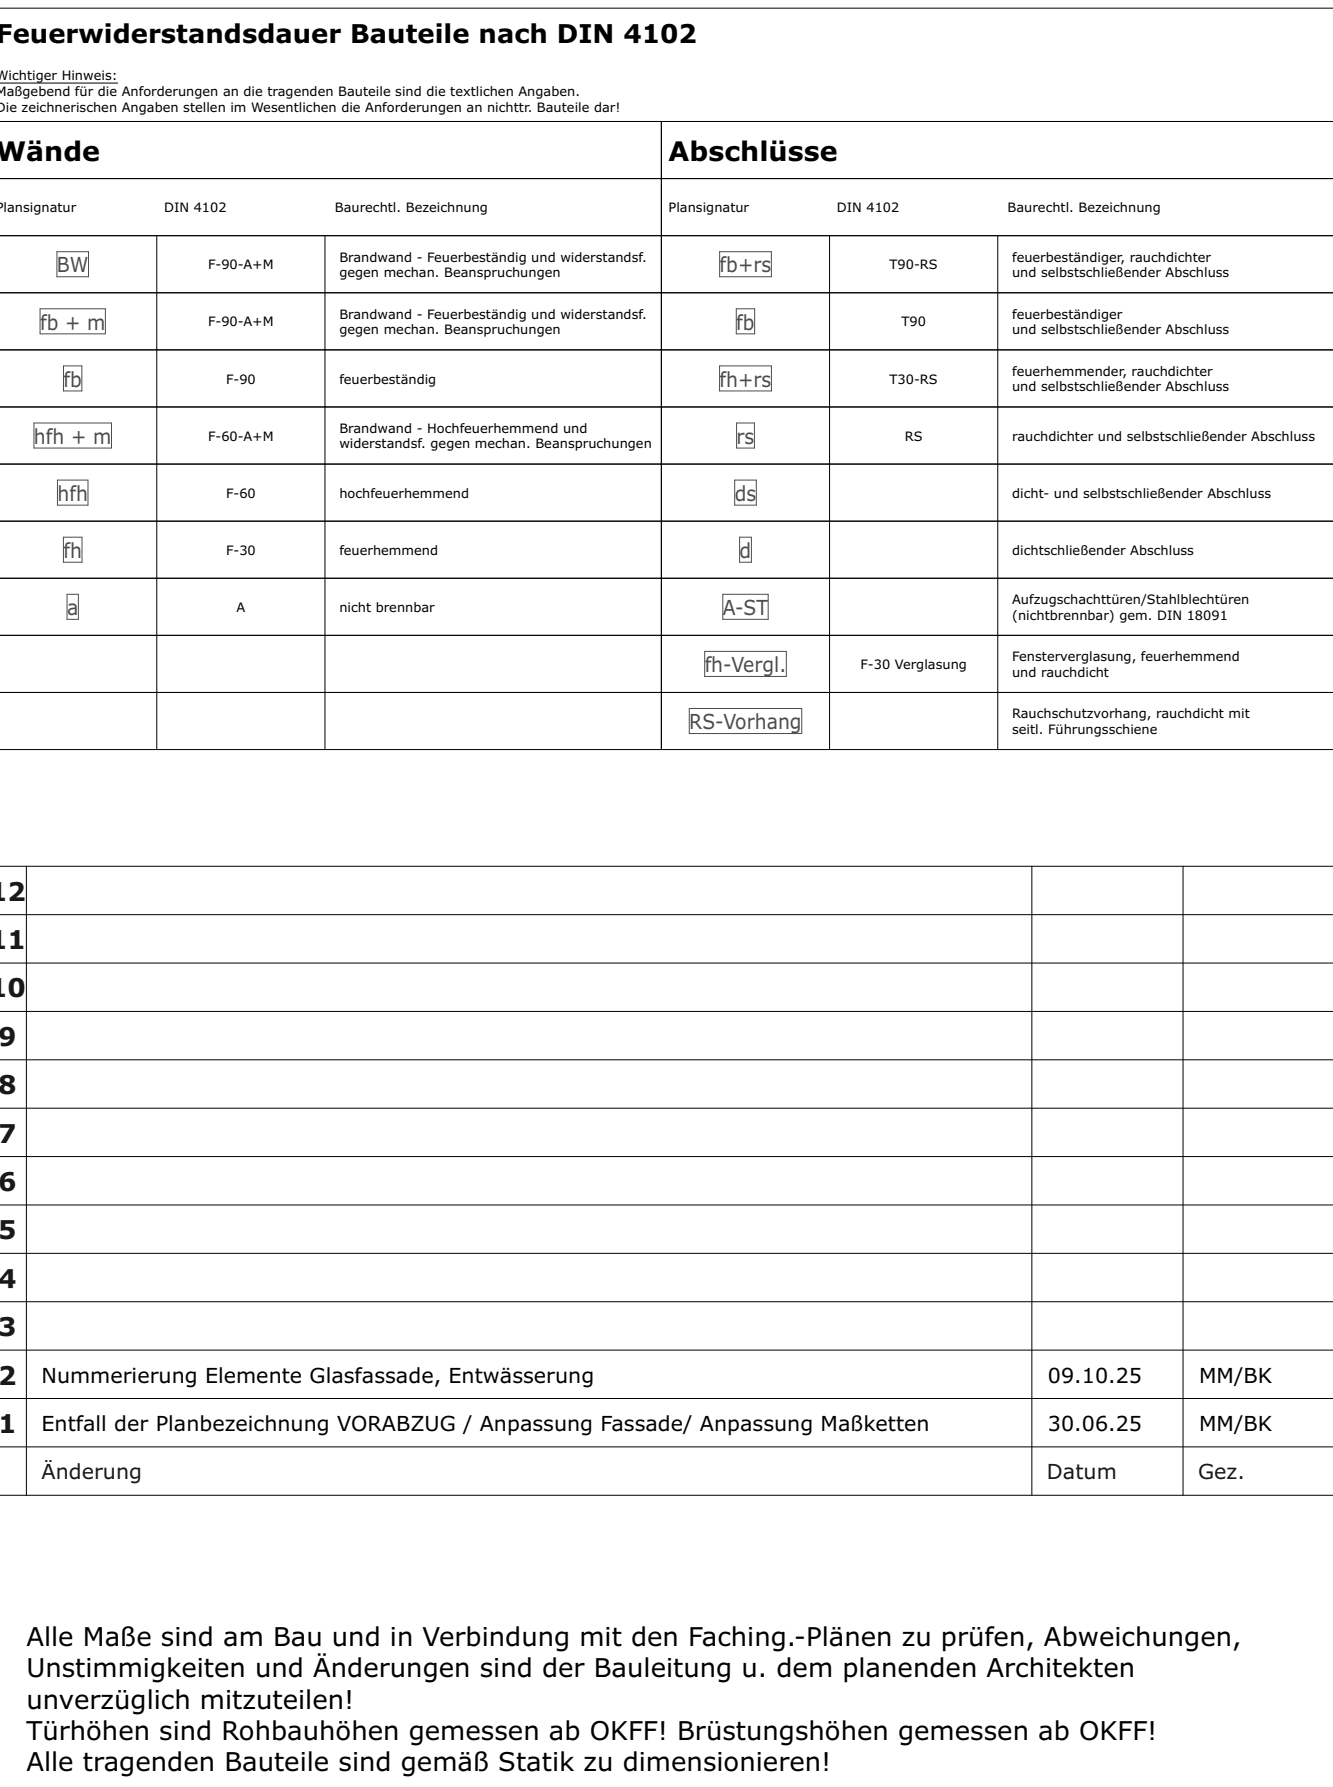 Feuerwiderstandsdauer Bauteile nach DIN 4102
Wichtiger Hinweis:
Maßgebend für die Anforderungen an die tragenden Bauteile sind die textlichen Angaben.
Die zeichnerischen Angaben stellen im Wesentlichen die Anforderungen an nichttr. Bauteile dar!
Wände
Plansignatur DIN 4102 Baurechtl. Bezeichnung
BW F-90-A+M Brandwand - Feuerbeständig und widerstandsf.
gegen mechan. Beanspruchungen
fb + m F-90-A+M Brandwand - Feuerbeständig und widerstandsf.
gegen mechan. Beanspruchungen
fb F-90 feuerbeständig
hfh + m F-60-A+M Brandwand - Hochfeuerhemmend und
widerstandsf. gegen mechan. Beanspruchungen
hfh F-60 hochfeuerhemmend
fh F-30 feuerhemmend
a A nicht brennbar
Abschlüsse
Plansignatur DIN 4102 Baurechtl. Bezeichnung
fb+rs T90-RS feuerbeständiger, rauchdichter
und selbstschließender Abschluss
fb T90 feuerbeständiger
und selbstschließender Abschluss
fh+rs T30-RS feuerhemmender, rauchdichter
und selbstschließender Abschluss
rs RS rauchdichter und selbstschließender Abschluss
ds dicht- und selbstschließender Abschluss
d dichtschließender Abschluss
A-ST Aufzugschachttüren/Stahlblechtüren
(nichtbrennbar) gem. DIN 18091
fh-Vergl. F-30 Verglasung Fensterverglasung, feuerhemmend
und rauchdicht
RS-Vorhang Rauchschutzvorhang, rauchdicht mit
seitl. Führungsschiene
12
11
10
9
8
7
6
5
4
3
2 Nummerierung Elemente Glasfassade, Entwässerung 09.10.25 MM/BK
1 Entfall der Planbezeichnung VORABZUG / Anpassung Fassade/ Anpassung Maßketten 30.06.25 MM/BK
Änderung Datum Gez.
Alle Maße sind am Bau und in Verbindung mit den Faching.-Plänen zu prüfen, Abweichungen,
Unstimmigkeiten und Änderungen sind der Bauleitung u. dem planenden Architekten
unverzüglich mitzuteilen!
Türhöhen sind Rohbauhöhen gemessen ab OKFF! Brüstungshöhen gemessen ab OKFF!
Alle tragenden Bauteile sind gemäß Statik zu dimensionieren!